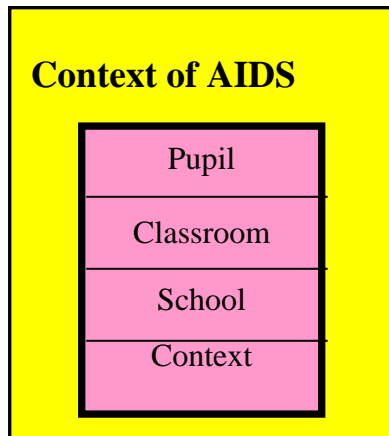 Context of AIDS
Pupil
Classroom
School
Context